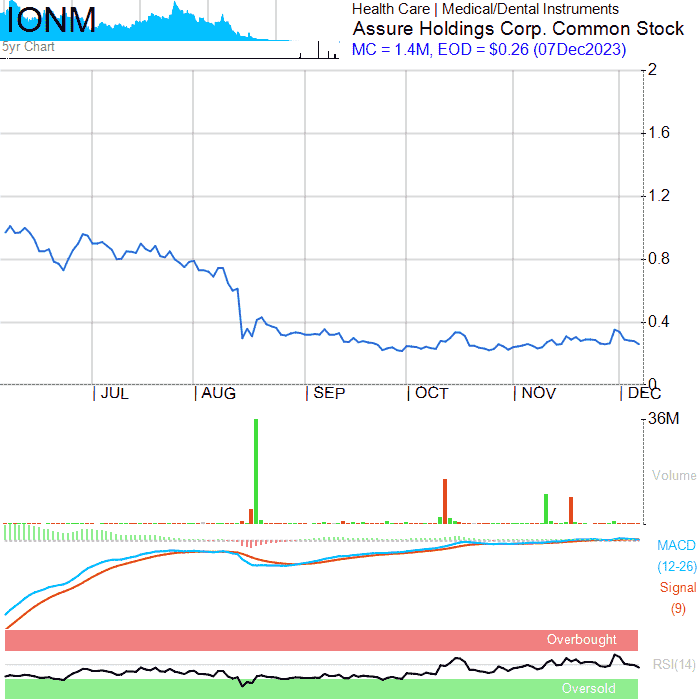 IONM
5yr Chart
Health Care | Medical/Dental Instruments
Assure Holdings Corp. Common Stock
MC = 1.4M, EOD = $0.26 (07Dec2023)
2
1.6
1.2
0.8
0.4
0
JUL AUG SEP OCT NOV DEC
36M
Volume
MACD
(12-26)
Signal
(9)
Overbought
RSI(14)
Oversold